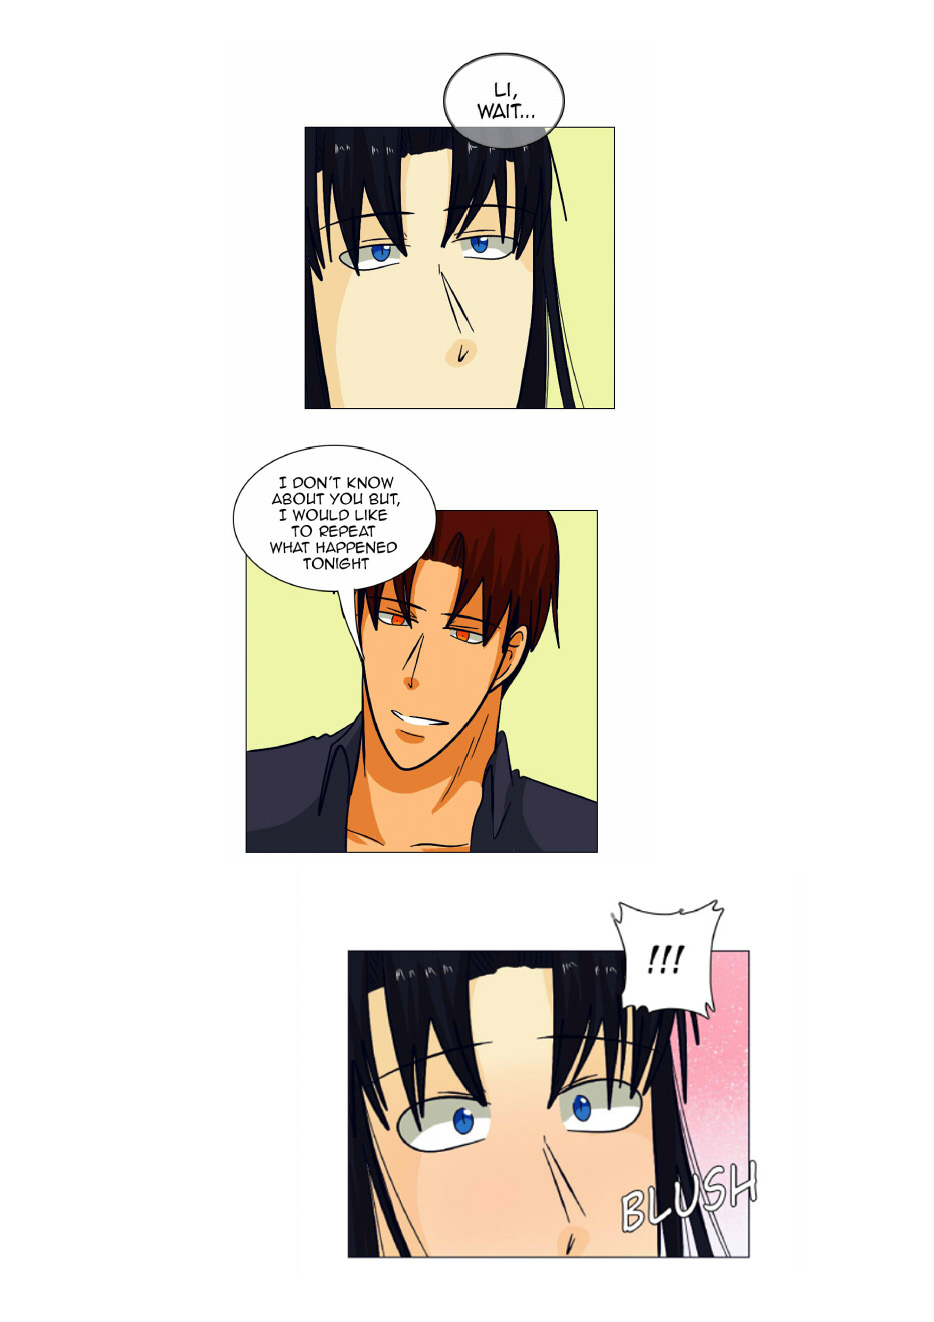 LI,
WAIT...
I DON'T KNOW
ABOUT YOU BUT,
I WOULD LIKE
TO REPEAT
WHAT HAPPENED
TONIGHT
!!!
BLUSH